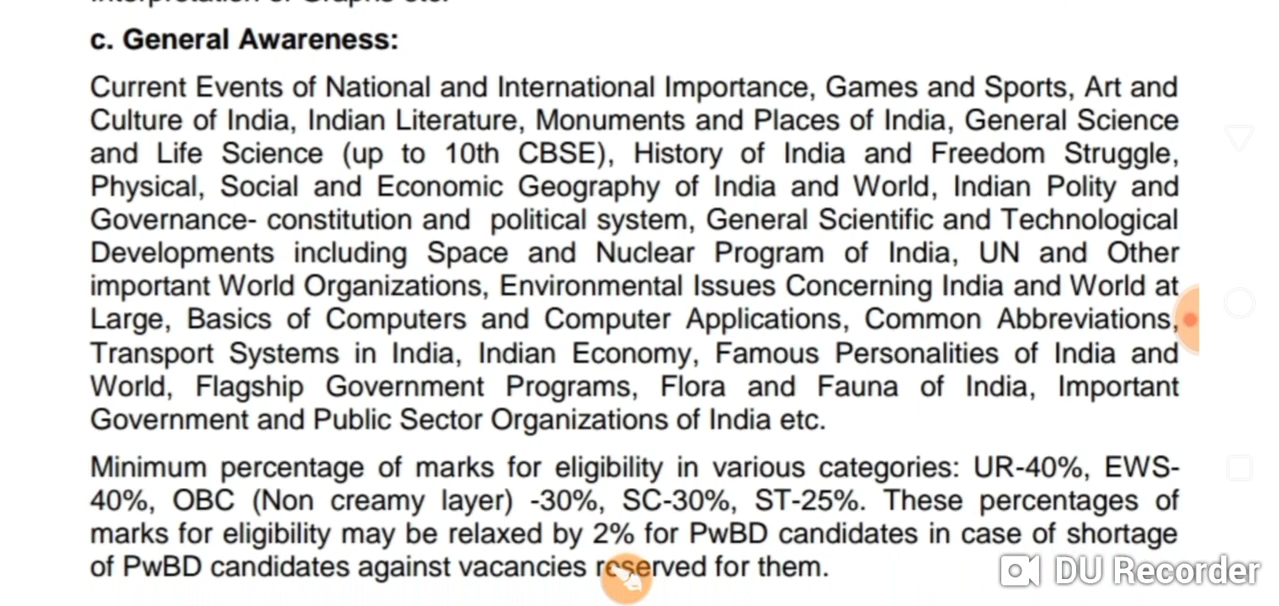 c. General Awareness:
Current Events of National and International Importance, Games and Sports, Art and
Culture of India, Indian Literature, Monuments and Places of India, General Science
and Life Science (up to 10th CBSE), History of India and Freedom Struggle,
Physical, Social and Economic Geography of India and World, Indian Polity and
Governance- constitution and political system, General Scientific and Technological
Developments including Space and Nuclear Program of India, UN and Other
important World Organizations, Environmental Issues Concerning India and World at
Large, Basics of Computers and Computer Applications, Common Abbreviations,
Transport Systems in India, Indian Economy, Famous Personalities of India and
World, Flagship Government Programs, Flora and Fauna of India, Important
Government and Public Sector Organizations of India etc.
Minimum percentage of marks for eligibility in various categories: UR-40%, EWS-
40%, OBC (Non creamy layer) -30%, SC-30%, ST-25%. These percentages of
marks for eligibility may be relaxed by 2% for PwBD candidates in case of shortage
of PwBD candidates against vacancies reserved for them.
DU Recorder